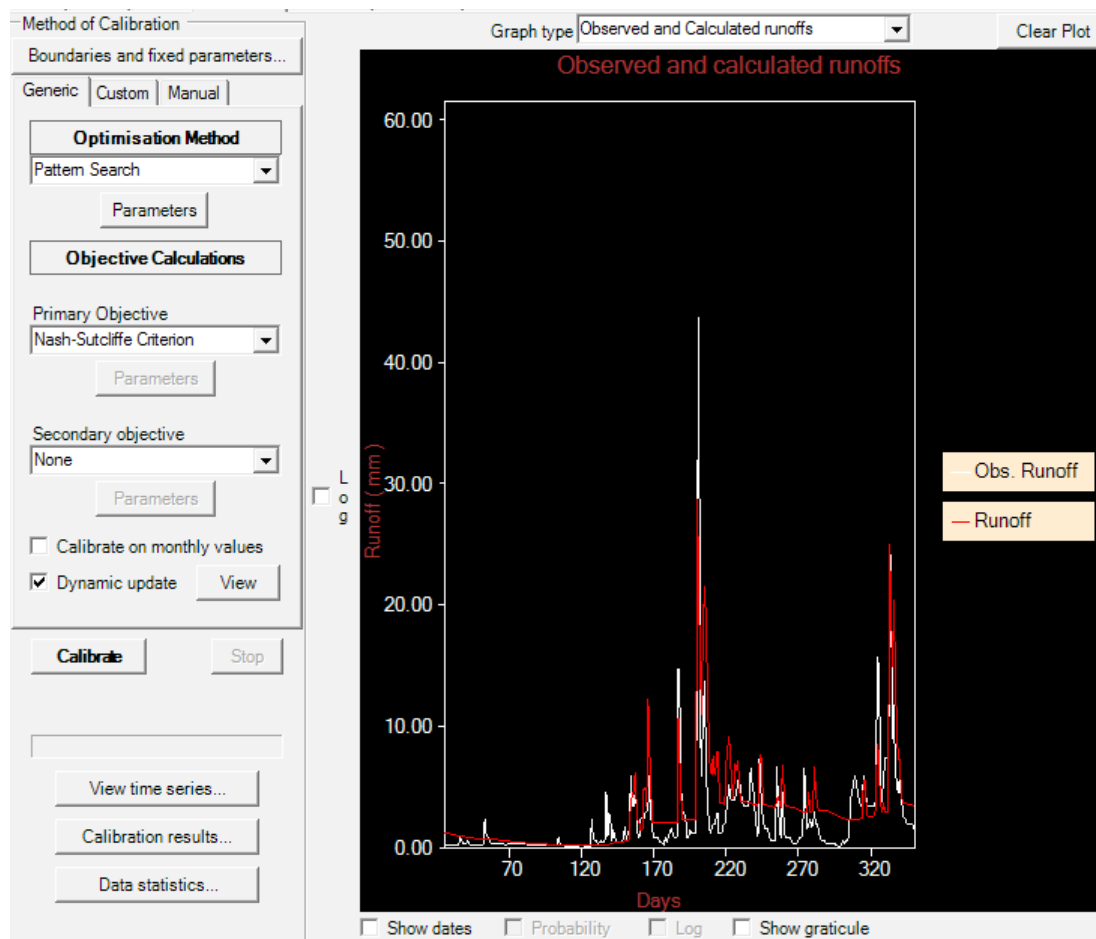 Method of Calibration
Boundaries and fixed parameters...
Generic Custom Manual
Optimisation Method
Pattern Search
Parameters
Objective Calculations
Primary Objective
Nash-Sutcliffe Criterion
Parameters
Secondary objective
None
Parameters
Calibrate on monthly values
Dynamic update View
Calibrate Stop
View time series...
Calibration results...
Data statistics...
Log
Graph type Observed and Calculated runoffs Clear Plot
Observed and calculated runoffs
60.00
50.00
40.00
30.00
20.00
10.00
0.00
Runoff ( mm )
70 120 170 220 270 320
Days
Obs. Runoff
Runoff
Show dates Probability Log Show graticule